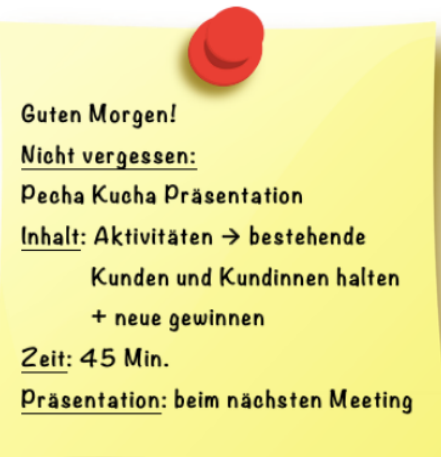 Guten Morgen!
Nicht vergessen:
Pecha Kucha Präsentation
Inhalt: Aktivitäten → bestehende
Kunden und Kundinnen halten
+ neue gewinnen
Zeit: 45 Min.
Präsentation: beim nächsten Meeting